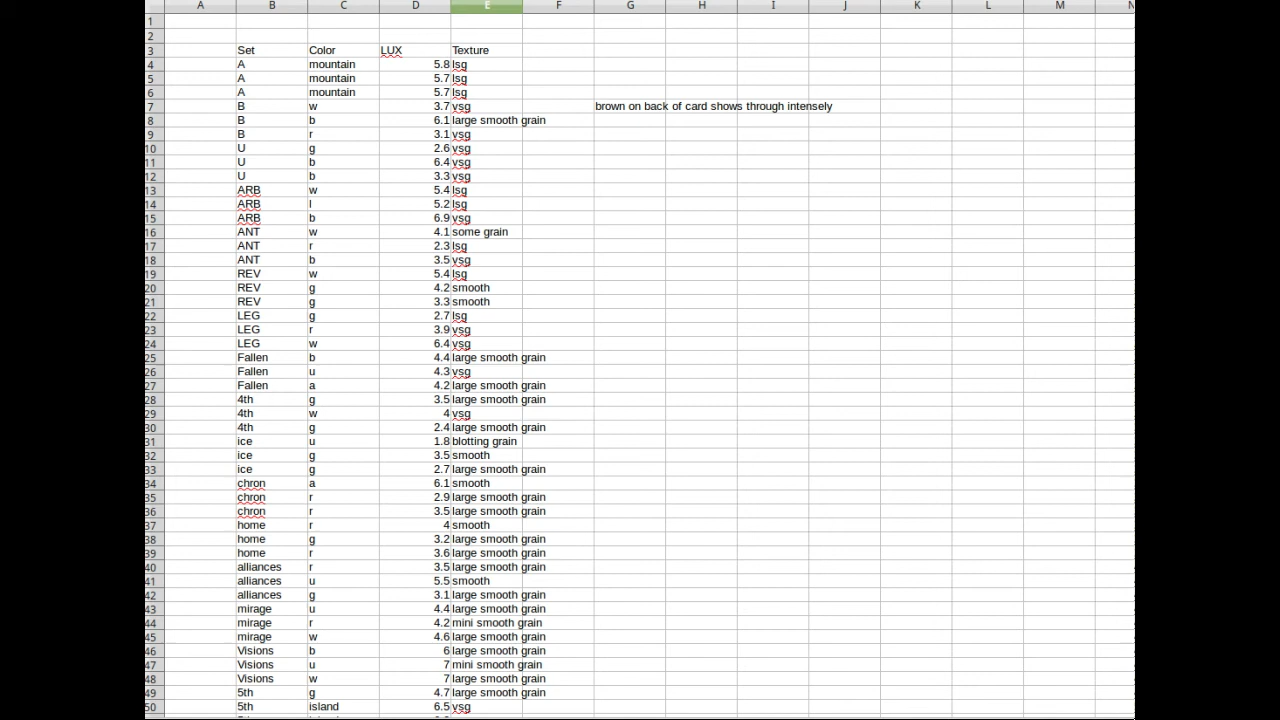 A B C D E F G H I J K L M N
1
2
3 Set Color LUX Texture
4 A mountain 5.8 lsg
5 A mountain 5.7 lsg
6 A mountain 5.7 lsg
7 B w 3.7 vsg brown on back of card shows through intensely
8 B b 6.1 large smooth grain
9 B r 3.1 vsg
10 U g 2.6 vsg
11 U b 6.4 vsg
12 U b 3.3 vsg
13 ARB w 5.4 lsg
14 ARB l 5.2 lsg
15 ARB b 6.9 vsg
16 ANT w 4.1 some grain
17 ANT r 2.3 lsg
18 ANT b 3.5 vsg
19 REV w 5.4 lsg
20 REV g 4.2 smooth
21 REV g 3.3 smooth
22 LEG g 2.7 lsg
23 LEG r 3.9 vsg
24 LEG w 6.4 vsg
25 Fallen b 4.4 large smooth grain
26 Fallen u 4.3 vsg
27 Fallen a 4.2 large smooth grain
28 4th g 3.5 large smooth grain
29 4th w 4 vsg
30 4th g 2.4 large smooth grain
31 ice u 1.8 blotting grain
32 ice g 3.5 smooth
33 ice g 2.7 large smooth grain
34 chron a 6.1 smooth
35 chron r 2.9 large smooth grain
36 chron r 3.5 large smooth grain
37 home r 4 smooth
38 home g 3.2 large smooth grain
39 home r 3.6 large smooth grain
40 alliances r 3.5 large smooth grain
41 alliances u 5.5 smooth
42 alliances g 3.1 large smooth grain
43 mirage u 4.4 large smooth grain
44 mirage r 4.2 mini smooth grain
45 mirage w 4.6 large smooth grain
46 Visions b 6 large smooth grain
47 Visions u 7 mini smooth grain
48 Visions w 7 large smooth grain
49 5th g 4.7 large smooth grain
50 5th island 6.5 vsg